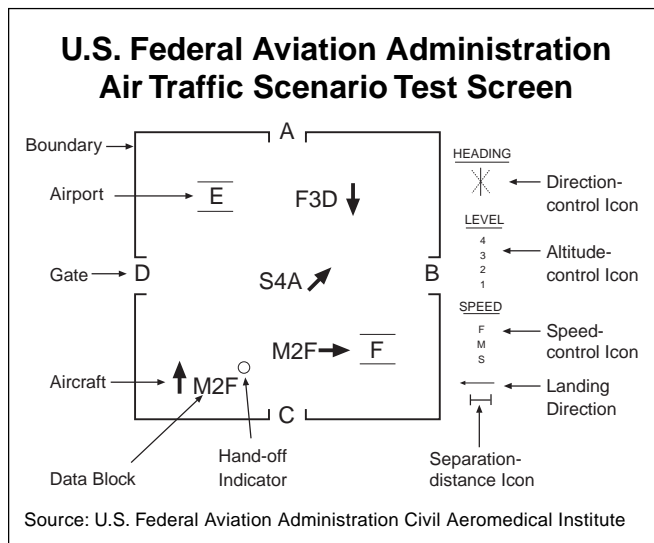 U.S. Federal Aviation Administration
Air Traffic Scenario Test Screen
A
Boundary
HEADING
Airport
E
F3D
Direction-
control Icon
LEVEL
4
3
2
1
Altitude-
control Icon
Gate
D
S4A
B
SPEED
F
M
S
Speed-
control Icon
M2F
F
Aircraft
M2F
C
Landing
Direction
Data Block
Hand-off
Indicator
Separation-
distance Icon
Source: U.S. Federal Aviation Administration Civil Aeromedical Institute